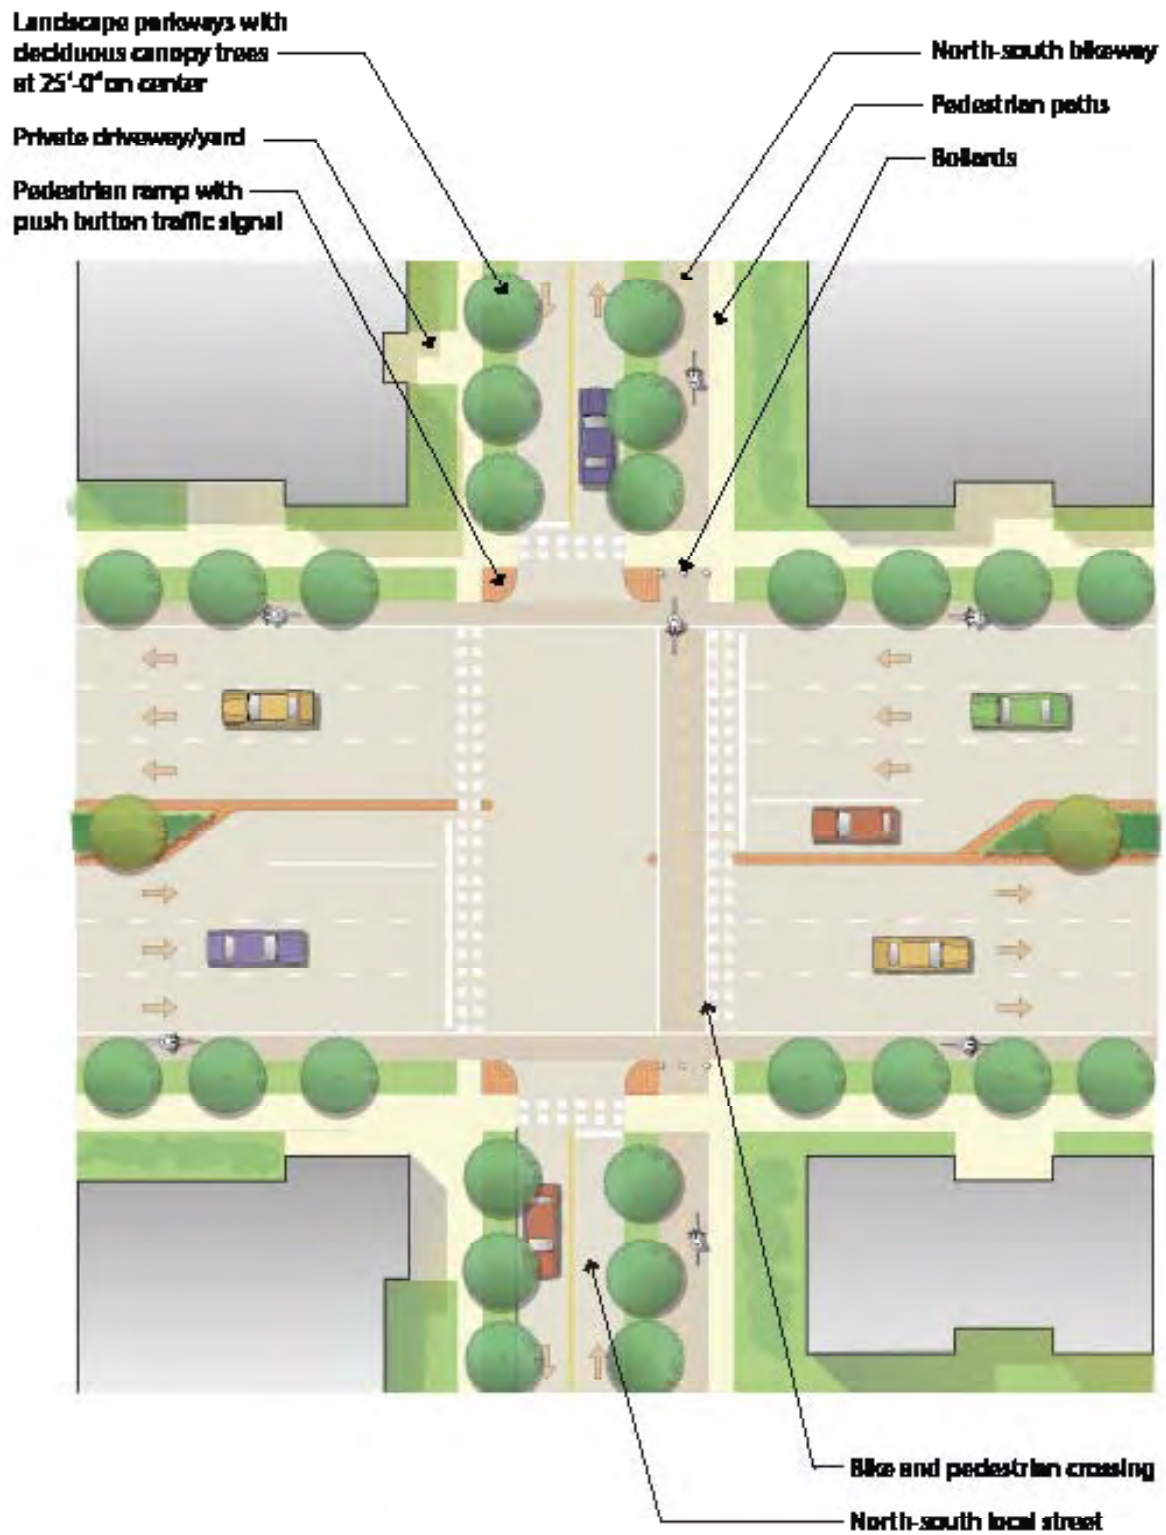 Landscape parkways with
deciduous canopy trees
at 25'-0" on center
Private driveway/yard
Pedestrian ramp with
push button traffic signal
North-south bikeway
Pedestrian paths
Bollards
Bike and pedestrian crossing
North-south local street